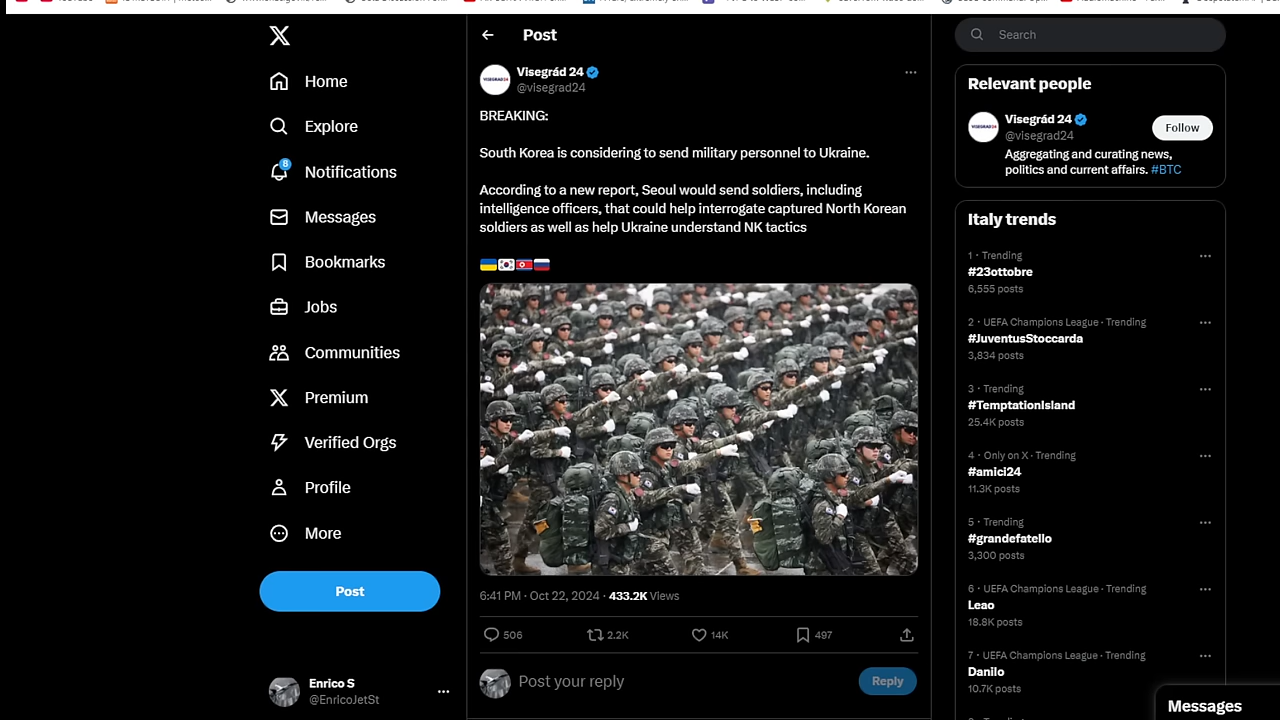 Home
Explore
8
Notifications
Messages
Bookmarks
Jobs
Communities
Premium
Verified Orgs
Profile
More
Post
Enrico S
@EnricoJetSt
Post
Visegrád 24
@visegrad24
BREAKING:
South Korea is considering to send military personnel to Ukraine.
According to a new report, Seoul would send soldiers, including
intelligence officers, that could help interrogate captured North Korean
soldiers as well as help Ukraine understand NK tactics
6:41 PM · Oct 22, 2024 · 433.2K Views
506
2.2K
14K
497
Post your reply
Reply
Search
Relevant people
Visegrád 24
@visegrad24
Follow
Aggregating and curating news,
politics and current affairs. #BTC
Italy trends
1 · Trending
#23ottobre
6,555 posts
2 · UEFA Champions League · Trending
#JuventusStoccarda
3,834 posts
3 · Trending
#TemptationIsland
25.4K posts
4 · Only on X · Trending
#amici24
11.3K posts
5 · Trending
#grandefatello
3,300 posts
6 · UEFA Champions League · Trending
Leao
18.8K posts
7 · UEFA Champions League · Trending
Danilo
10.7K posts
Messages